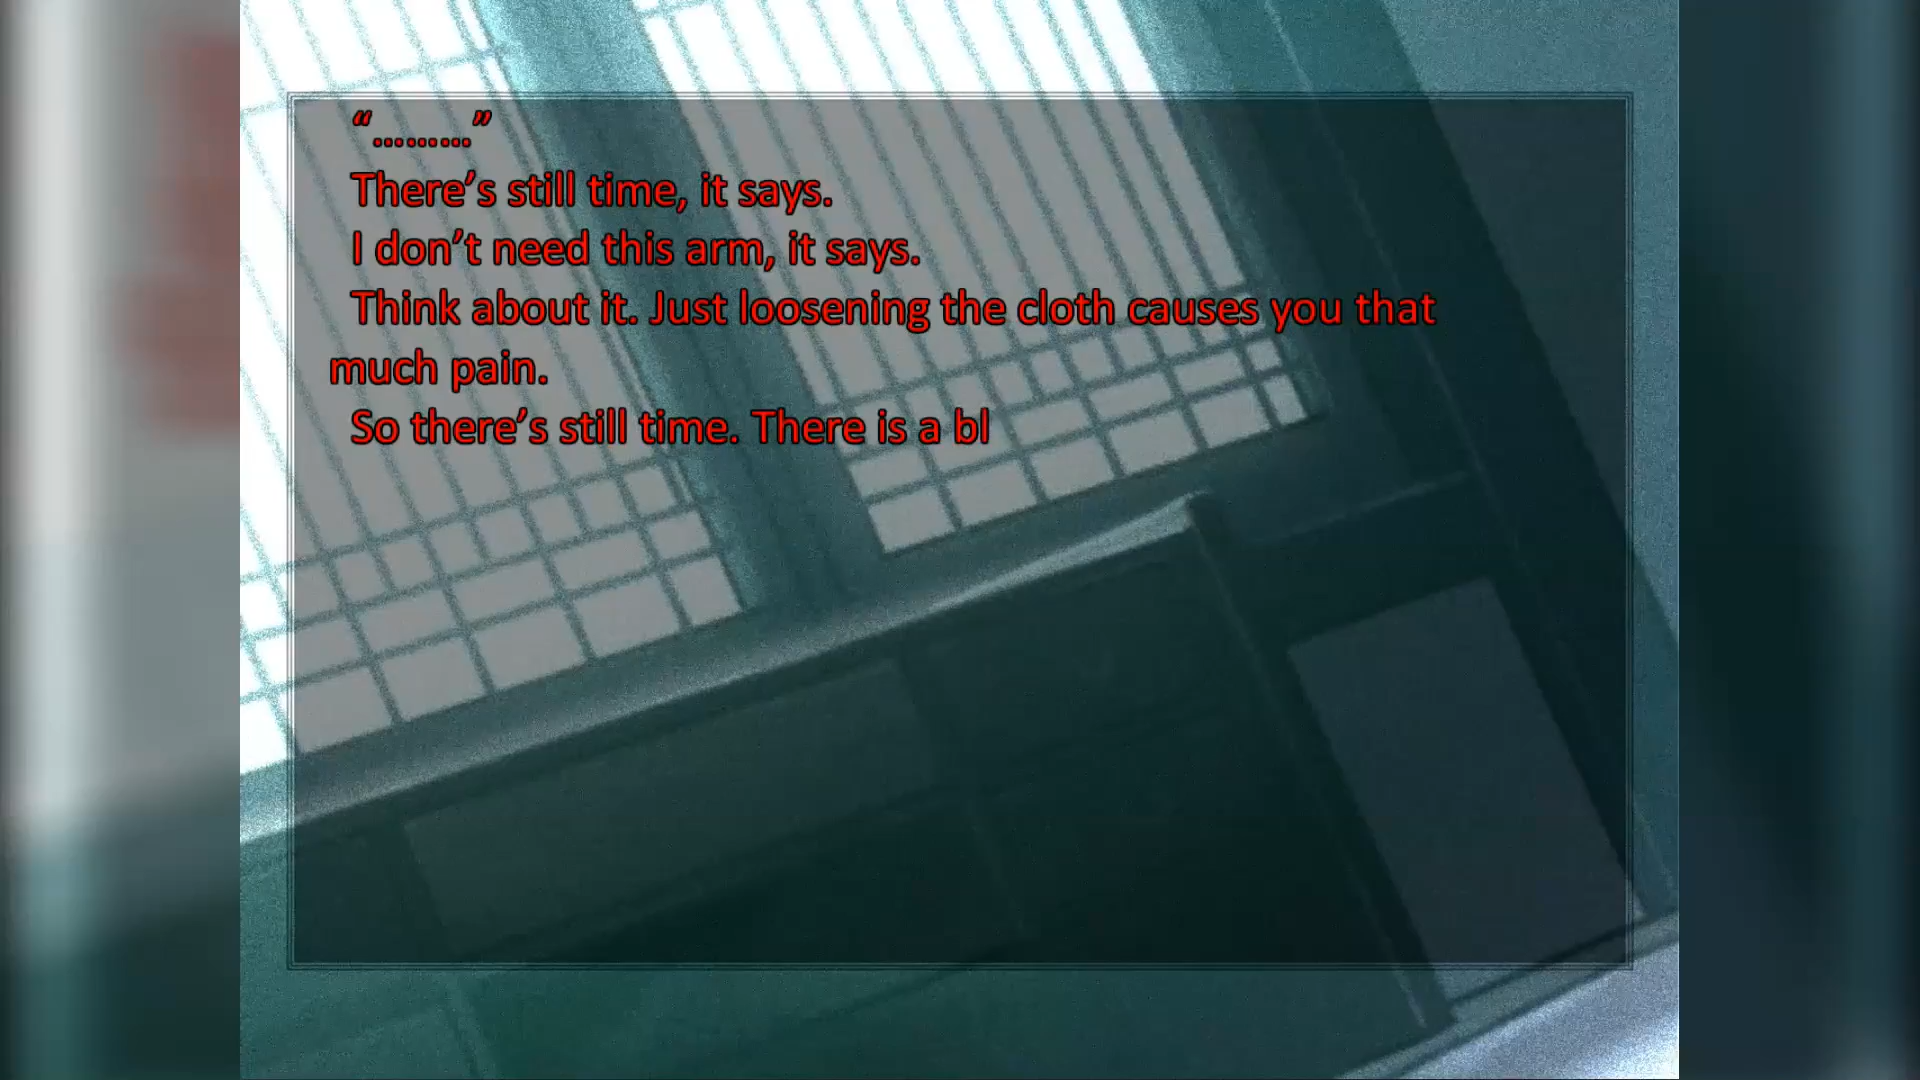 “.........”
There’s still time, it says.
I don’t need this arm, it says.
Think about it. Just loosening the cloth causes you that
much pain.
So there’s still time. There is a bl